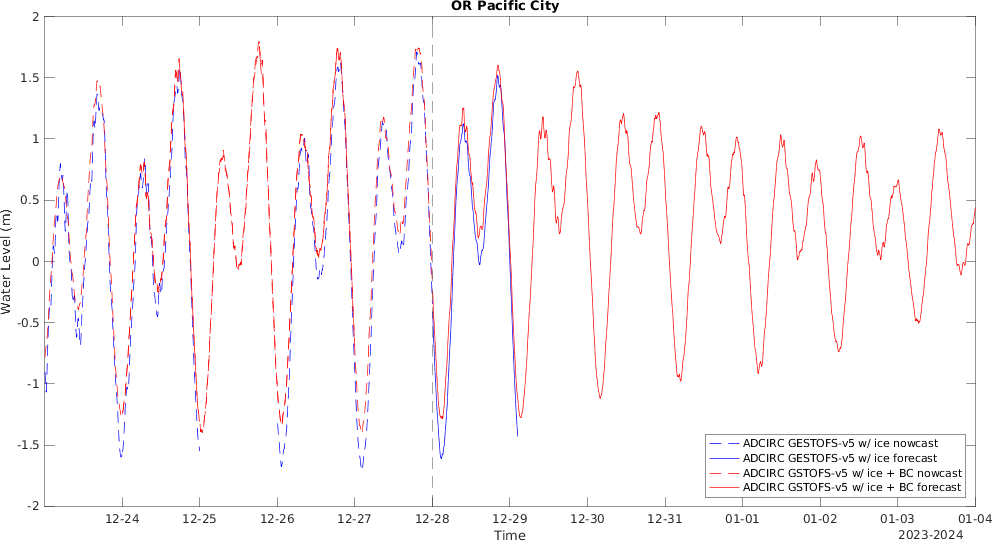 OR Pacific City
2
1.5
1
0.5
0
-0.5
-1
-1.5
-2
Water Level (m)
ADCIRC GESTOFS-v5 w/ ice nowcast
ADCIRC GESTOFS-v5 w/ ice forecast
ADCIRC GSTOFS-v5 w/ ice + BC nowcast
ADCIRC GSTOFS-v5 w/ ice + BC forecast
12-24 12-25 12-26 12-27 12-28 12-29 12-30 12-31 01-01 01-02 01-03 01-04
Time
2023-2024